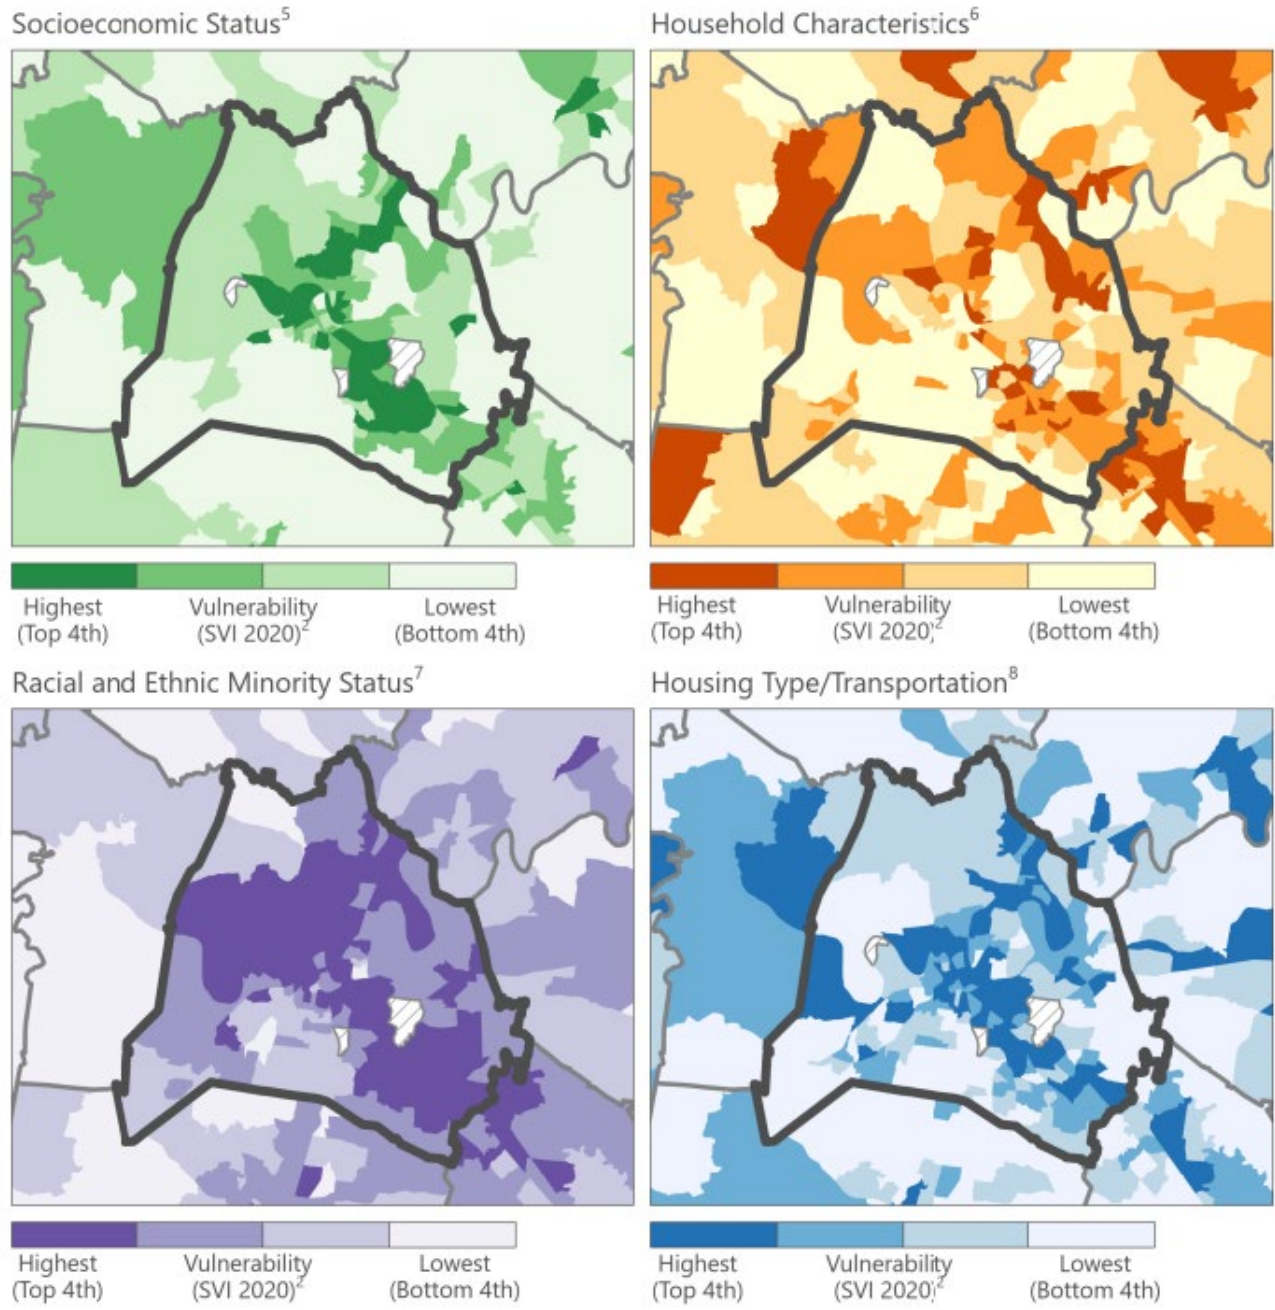 Socioeconomic Status⁵
Household Characteristics⁶
Highest
(Top 4th)
Vulnerability
(SVI 2020)²
Lowest
(Bottom 4th)
Highest
(Top 4th)
Vulnerability
(SVI 2020)²
Lowest
(Bottom 4th)
Racial and Ethnic Minority Status⁷
Housing Type/Transportation⁸
Highest
(Top 4th)
Vulnerability
(SVI 2020)²
Lowest
(Bottom 4th)
Highest
(Top 4th)
Vulnerability
(SVI 2020)²
Lowest
(Bottom 4th)